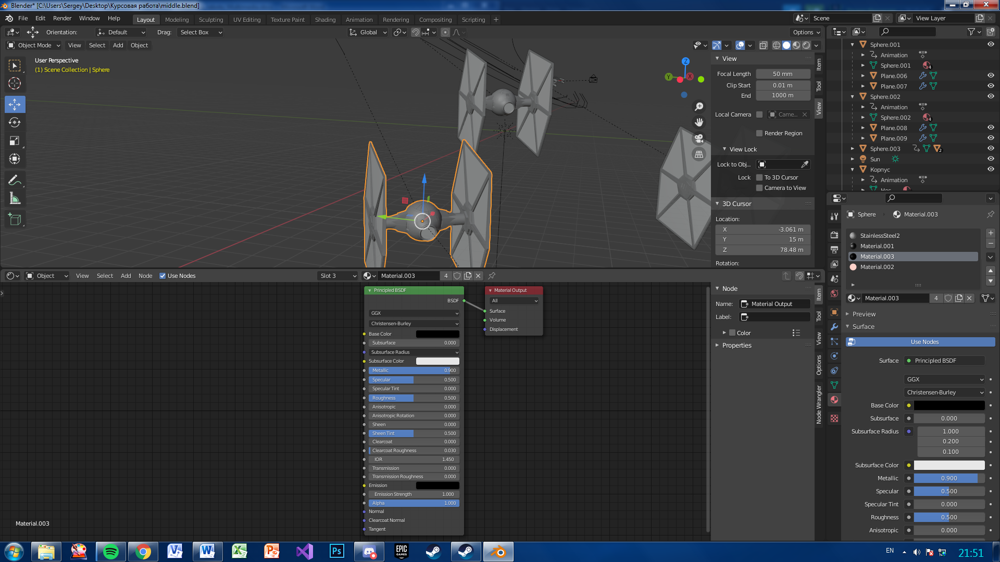 Blender* [C:\Users\Sergey\Desktop\Курсовая работа\middle.blend]
File Edit Render Window Help Layout Modeling Sculpting UV Editing Texture Paint Shading Animation Rendering Compositing Scripting + Scene View Layer
Orientation: Default Drag: Select Box Global Options
Object Mode View Select Add Object
User Perspective
(1) Scene Collection | Sphere
View
Focal Length 50 mm
Clip Start 0.01 m
End 1000 m
Local Camera Came...
Render Region
View Lock
Lock to Obj...
Lock To 3D Cursor
Camera to View
3D Cursor
Location:
X -3.061 m
Y 15 m
Z 78.48 m
Rotation:
Item
Tool
View
Z
Y
X
Sphere.001
Animation
Sphere.001 4
Plane.006
Plane.007
Sphere.002
Animation
Sphere.002 4
Plane.008
Plane.009
Sphere.003 2
Sun
Корпус
Animation
Sphere Material.003
StainlessSteel2
Material.001
Material.003
Material.002
Material.003 4
Preview
Surface
Use Nodes
Surface Principled BSDF
GGX
Christensen-Burley
Base Color
Subsurface 0.000
Subsurface Radius 1.000
0.200
0.100
Subsurface Color
Metallic 0.900
Specular 0.500
Specular Tint 0.000
Roughness 0.500
Anisotropic 0.000
Object View Select Add Node Use Nodes Slot 3 Material.003 4
Principled BSDF
BSDF
GGX
Christensen-Burley
Base Color
Subsurface 0.000
Subsurface Radius
Subsurface Color
Metallic 0.900
Specular 0.500
Specular Tint 0.000
Roughness 0.500
Anisotropic 0.000
Anisotropic Rotation 0.000
Sheen 0.000
Sheen Tint 0.500
Clearcoat 0.000
Clearcoat Roughness 0.030
IOR 1.450
Transmission 0.000
Transmission Roughness 0.000
Emission
Emission Strength 1.000
Alpha 1.000
Normal
Clearcoat Normal
Tangent
Material Output
All
Surface
Volume
Displacement
Node
Name: Material Output
Label:
Color
Properties
Item
Tool
View
Options
Node Wrangler
Material.003
Ps
EPIC
GAMES
EN 21:51